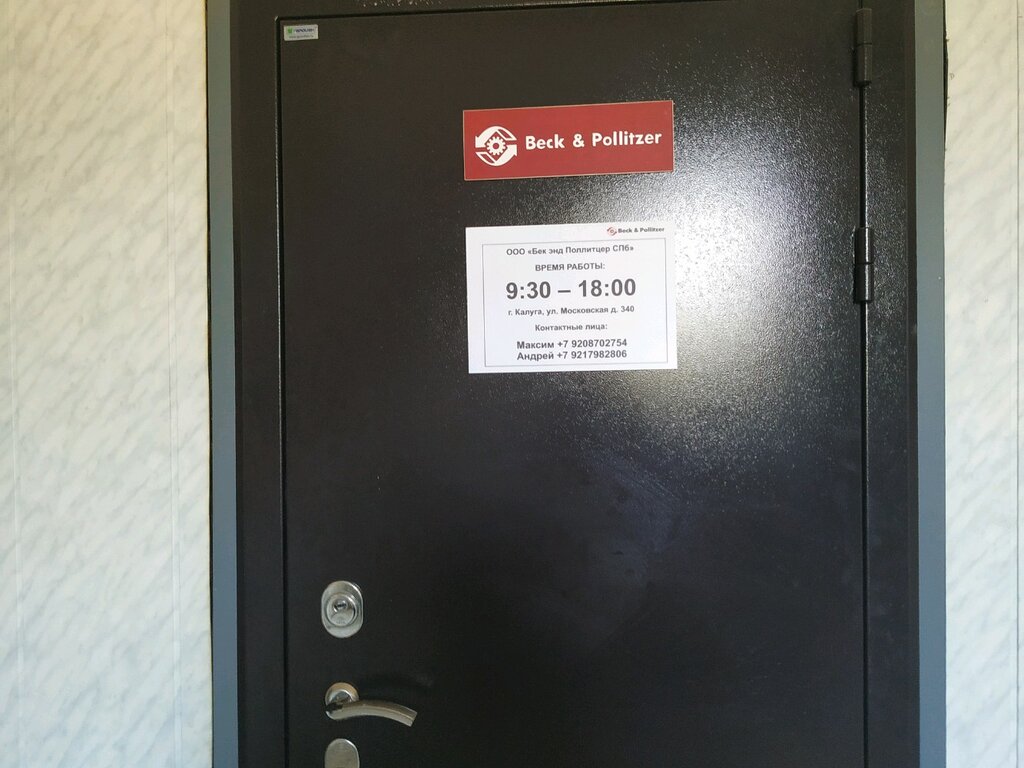 Beck & Pollitzer
Beck & Pollitzer
ООО «Бек энд Поллитцер СПб»
ВРЕМЯ РАБОТЫ:
9:30 – 18:00
г. Калуга, ул. Московская д. 340
Контактные лица:
Максим +7 9208702754
Андрей +7 9217982806